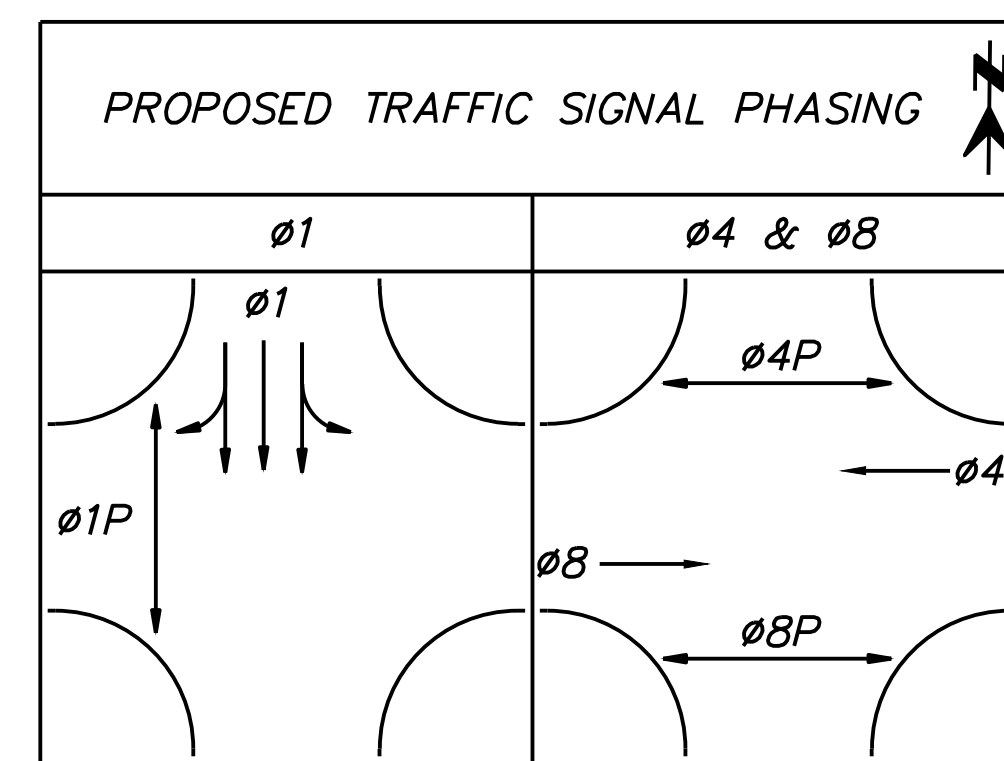 PROPOSED TRAFFIC SIGNAL PHASING
N
ø1
ø4 & ø8
ø1
ø4P
ø4
ø1P
ø8
ø8P